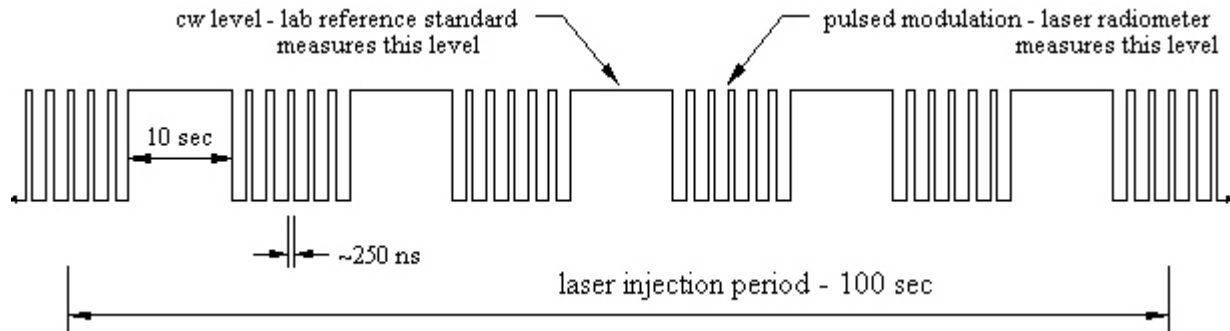 cw level - lab reference standard
measures this level
pulsed modulation - laser radiometer
measures this level
10 sec
~250 ns
laser injection period - 100 sec